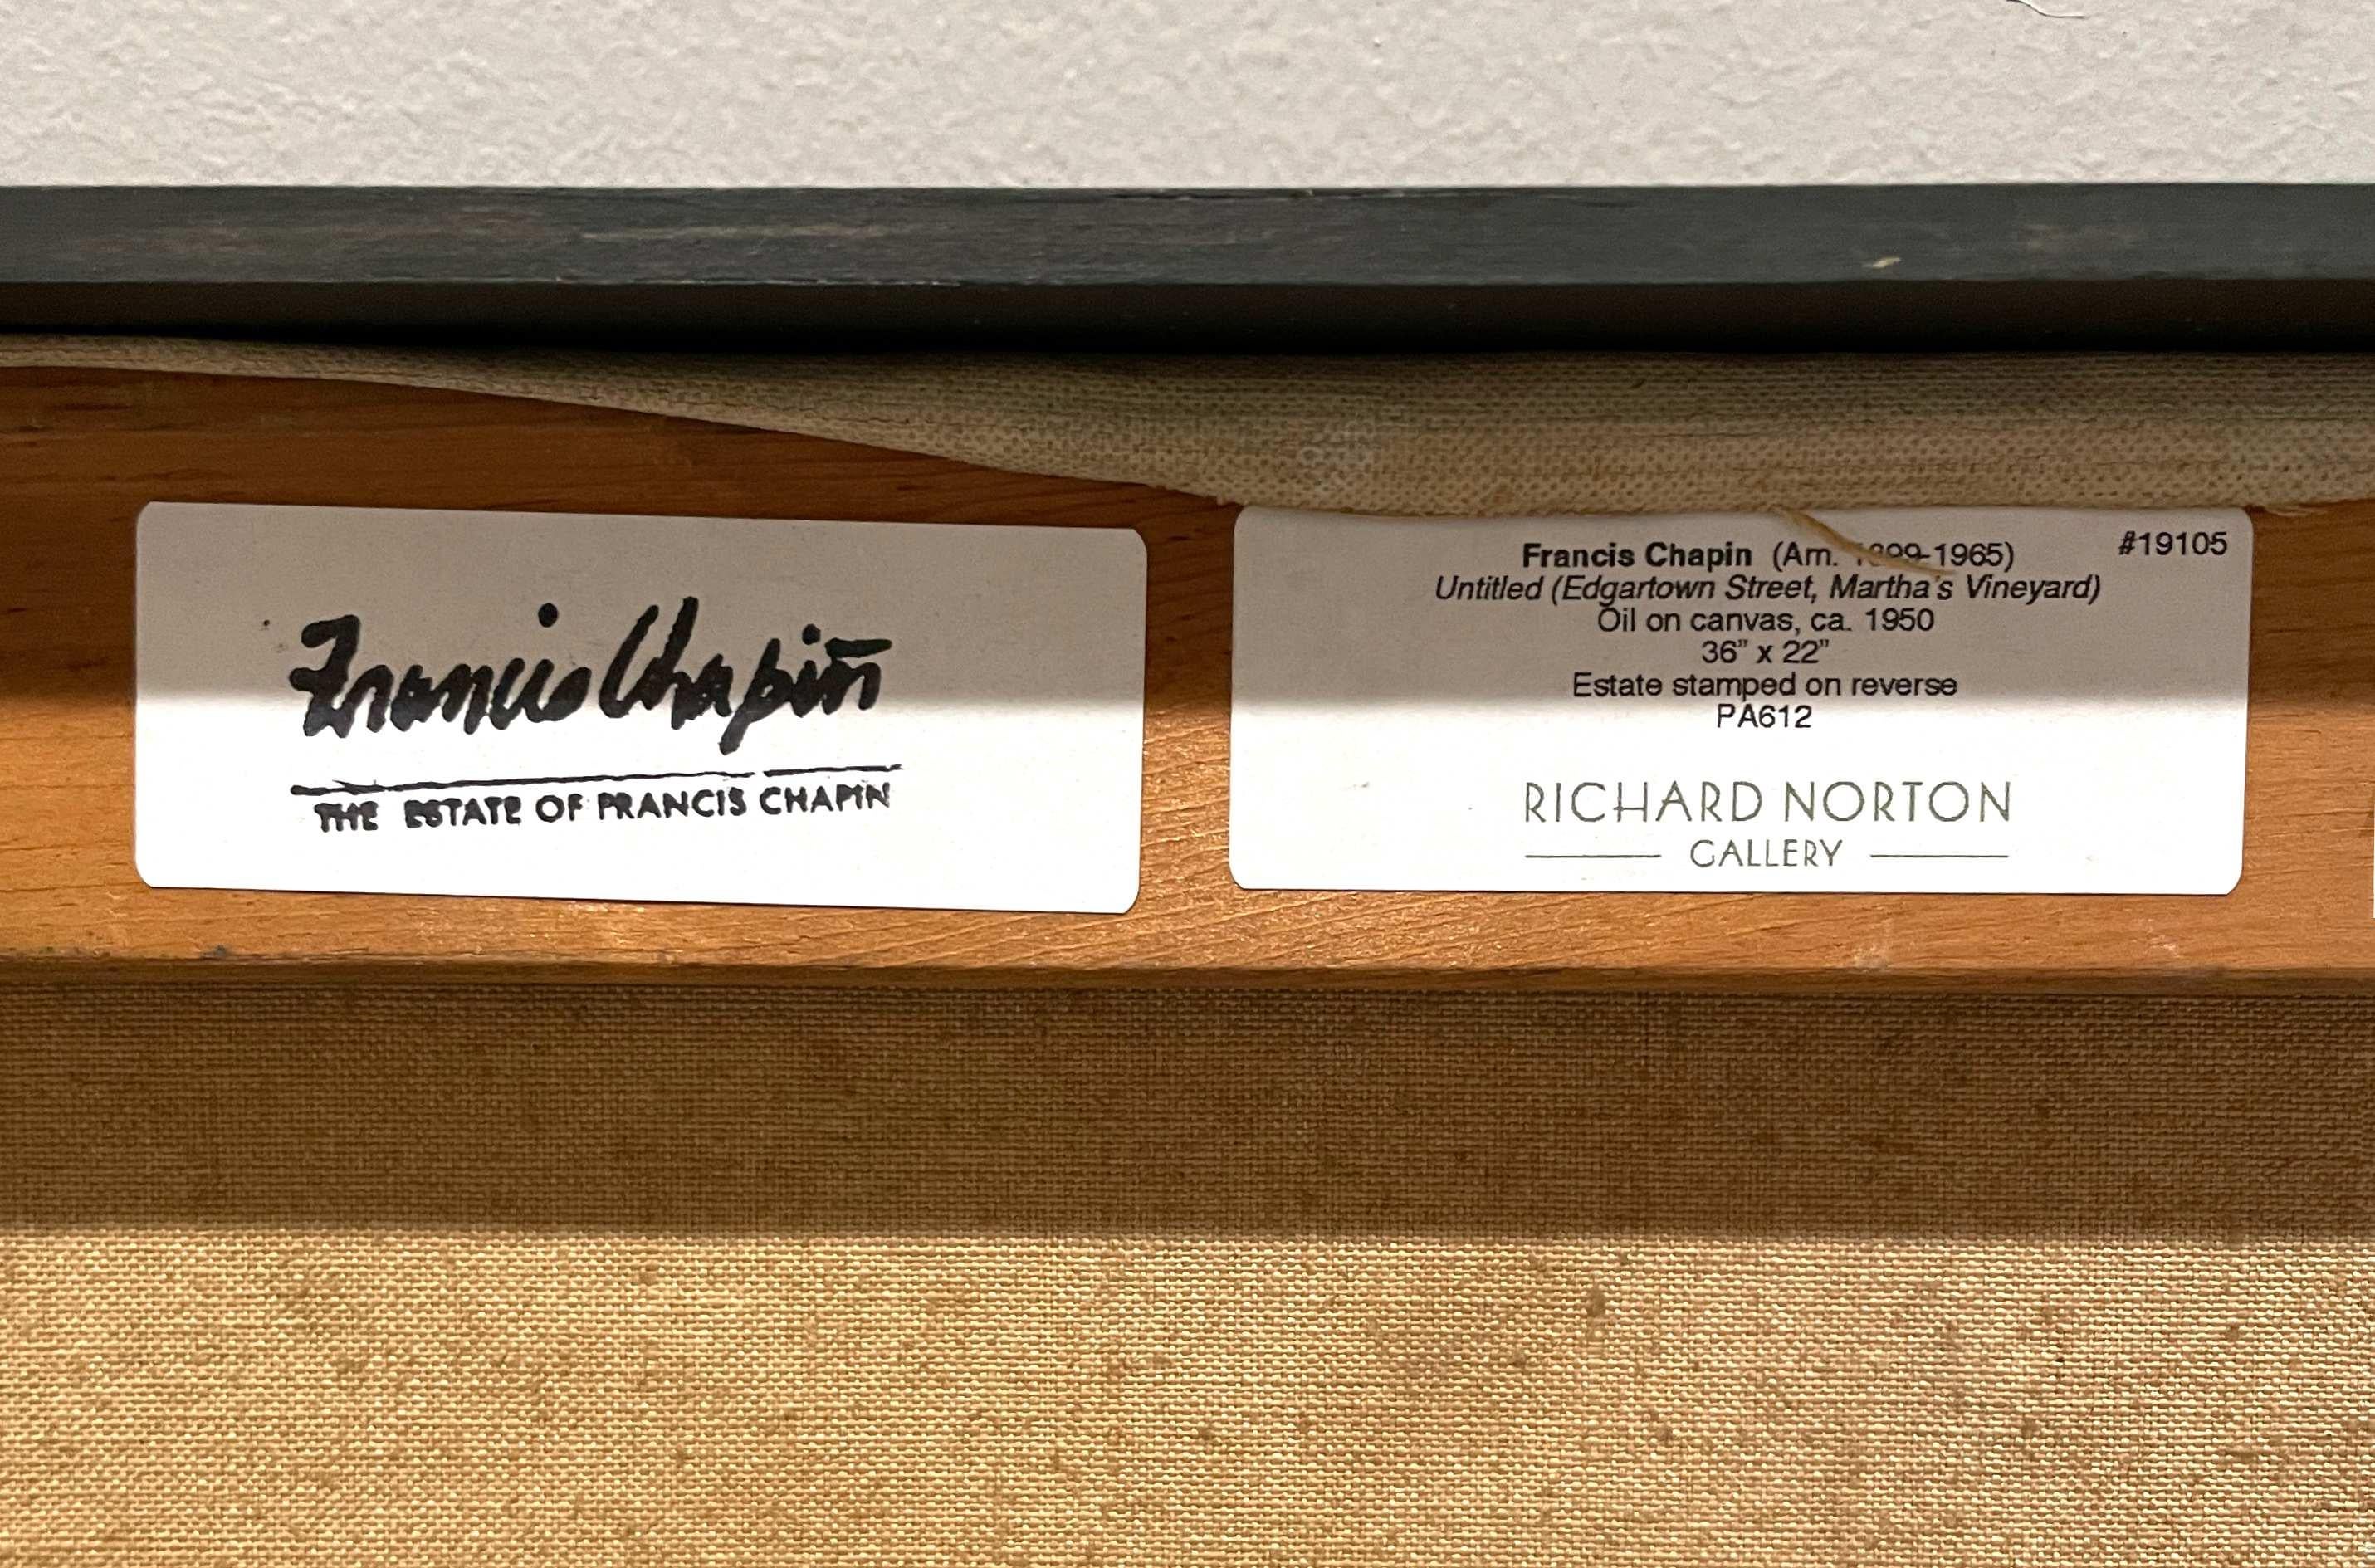 Francis Chapin
THE ESTATE OF FRANCIS CHAPIN
#19105
Francis Chapin (Am. 1899-1965)
Untitled (Edgartown Street, Martha's Vineyard)
Oil on canvas, ca. 1950
36" x 22"
Estate stamped on reverse
PA612
RICHARD NORTON
GALLERY